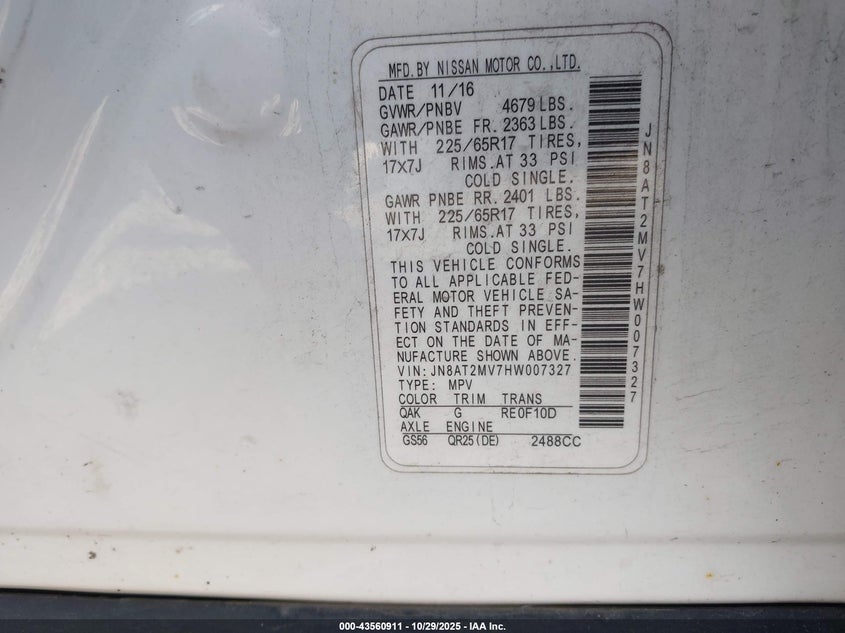 MFD. BY NISSAN MOTOR CO.,LTD.
DATE 11/16
GVWR/PNBV 4679 LBS.
GAWR/PNBE FR. 2363 LBS.
WITH 225/65R17 TIRES,
17X7J RIMS.AT 33 PSI
COLD SINGLE.
GAWR PNBE RR. 2401 LBS.
WITH 225/65R17 TIRES,
17X7J RIMS.AT 33 PSI
COLD SINGLE.
THIS VEHICLE CONFORMS
TO ALL APPLICABLE FED-
ERAL MOTOR VEHICLE SA-
FETY AND THEFT PREVEN-
TION STANDARDS IN EFF-
ECT ON THE DATE OF MA-
NUFACTURE SHOWN ABOVE.
VIN:JN8AT2MV7HW007327
TYPE: MPV
COLOR TRIM TRANS
QAK G RE0F10D
AXLE ENGINE
GS56 QR25(DE) 2488CC
JN8AT2MV7HW007327
000-43560911 - 10/29/2025 - IAA Inc.